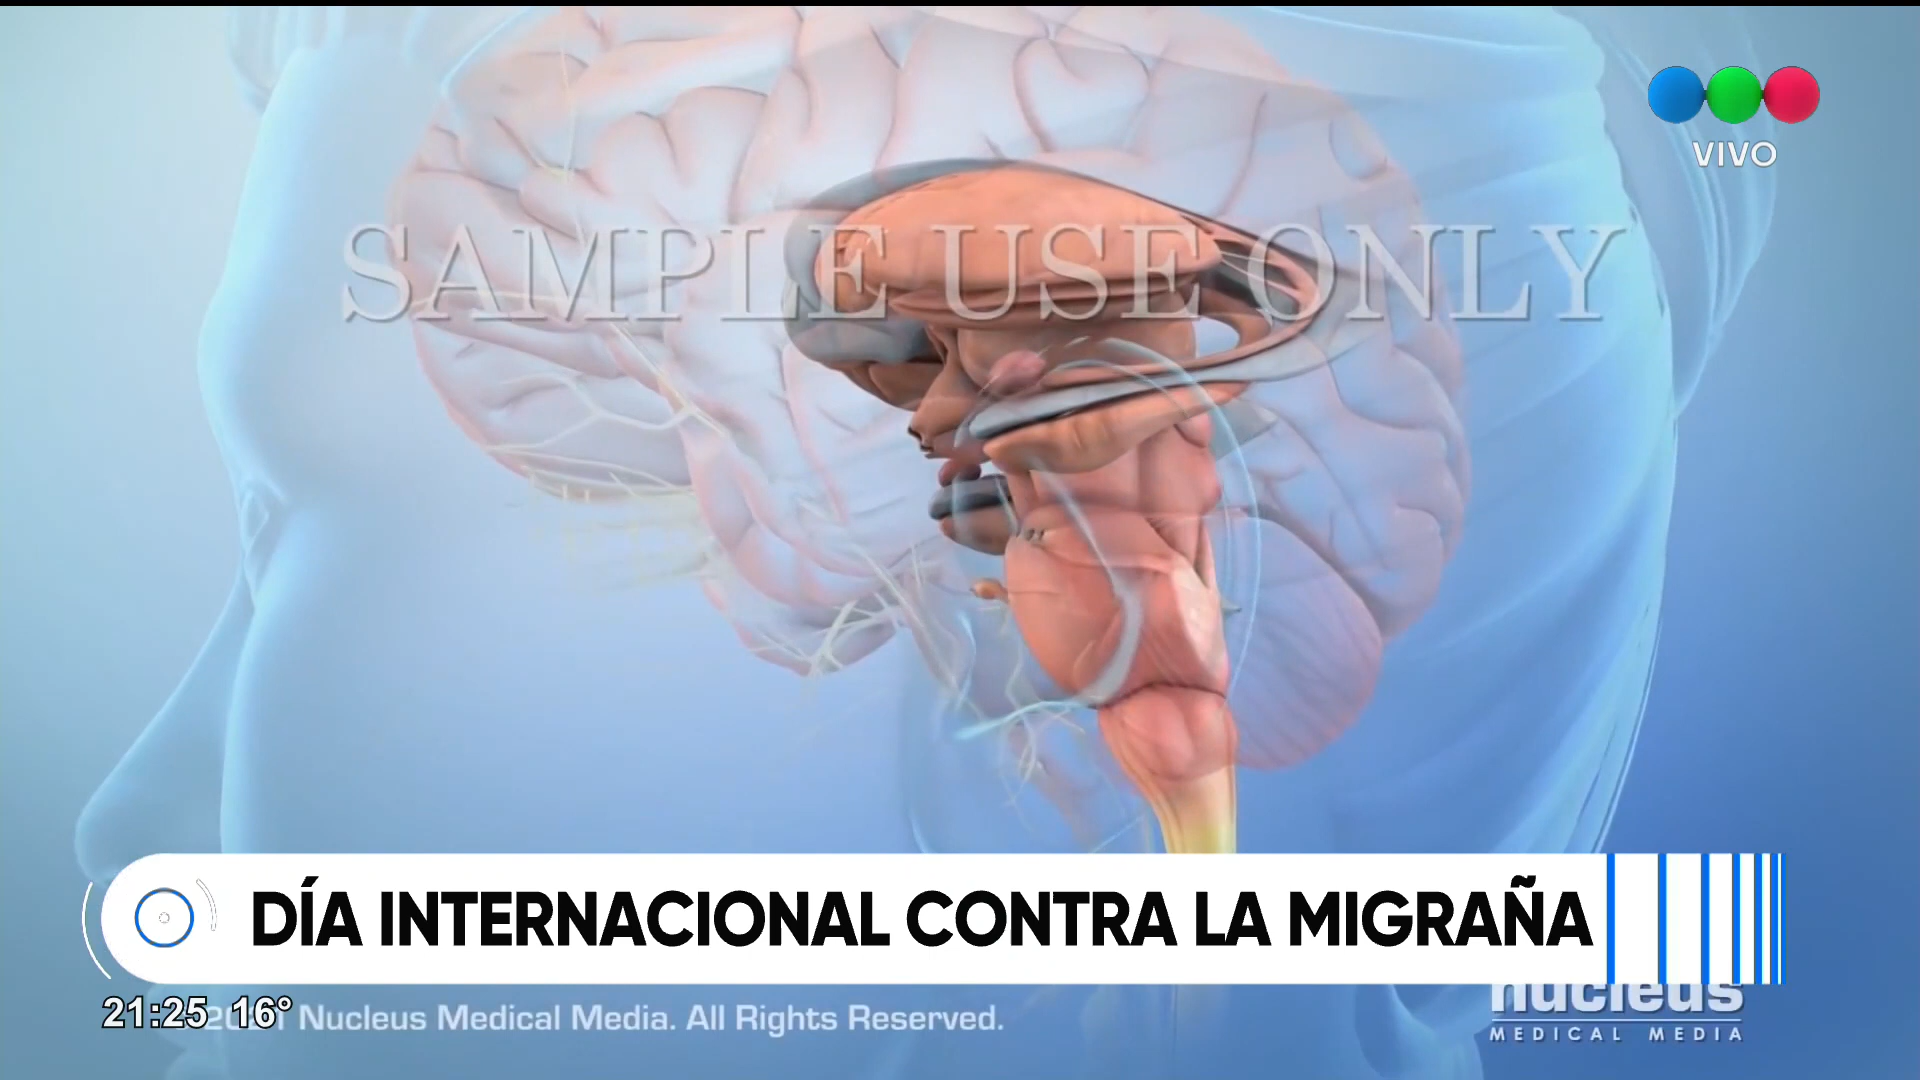 VIVO
SAMPLE USE ONLY
DÍA INTERNACIONAL CONTRA LA MIGRAÑA
21:25 16°
Nucleus Medical Media. All Rights Reserved.
nucleus
MEDICAL MEDIA